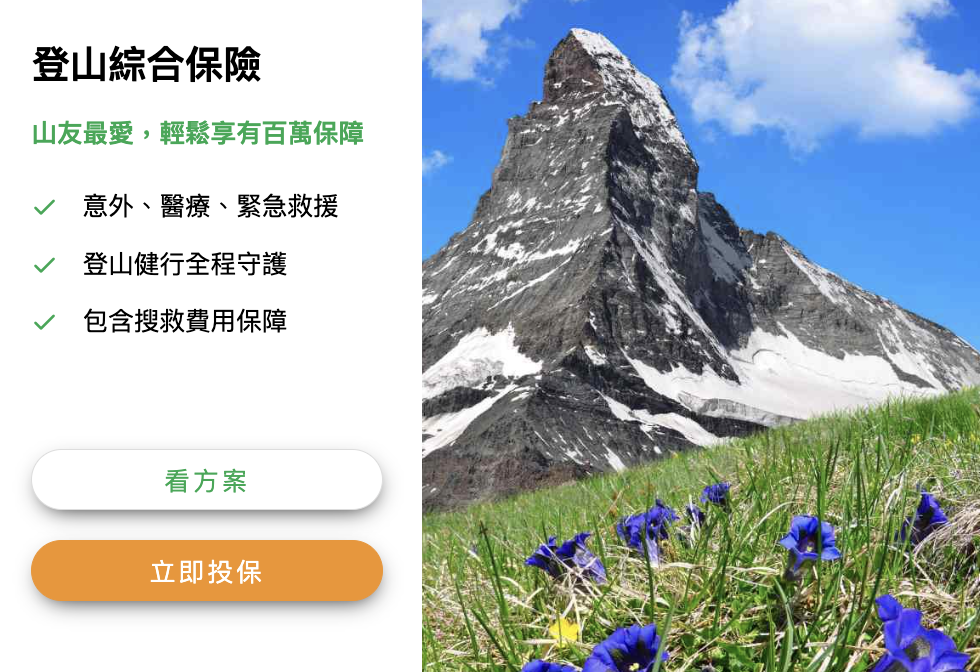 登山綜合保險
山友最愛，輕鬆享有百萬保障
意外、醫療、緊急救援
登山健行全程守護
包含搜救費用保障
看方案
立即投保